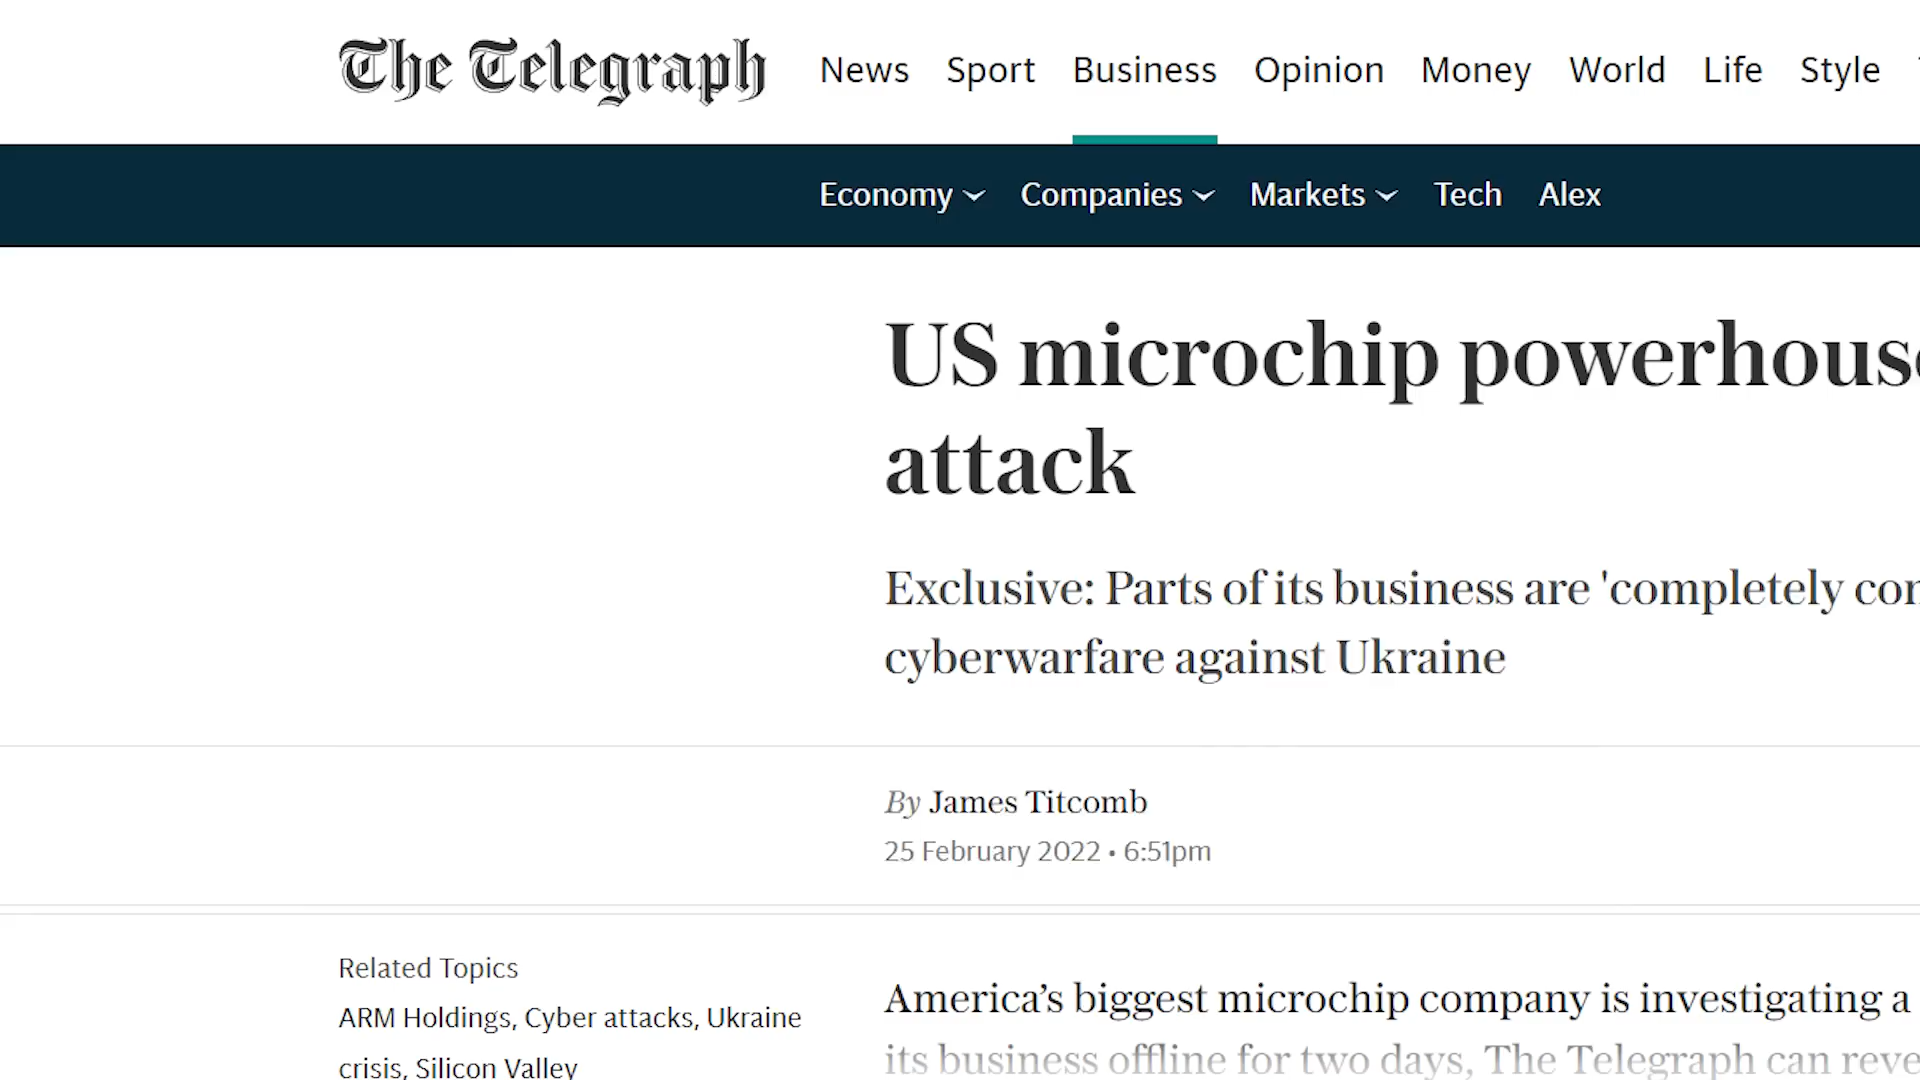 The Telegraph
News Sport Business Opinion Money World Life Style
Economy Companies Markets Tech Alex
US microchip
attack
Exclusive: Parts of its business are 'completely
cyberwarfare against Ukraine
By James Titcomb
25 February 2022 • 6:51pm
Related Topics
ARM Holdings, Cyber attacks, Ukraine
crisis, Silicon Valley
America's biggest microchip company is investigating a
its business offline for two days, The Telegraph can